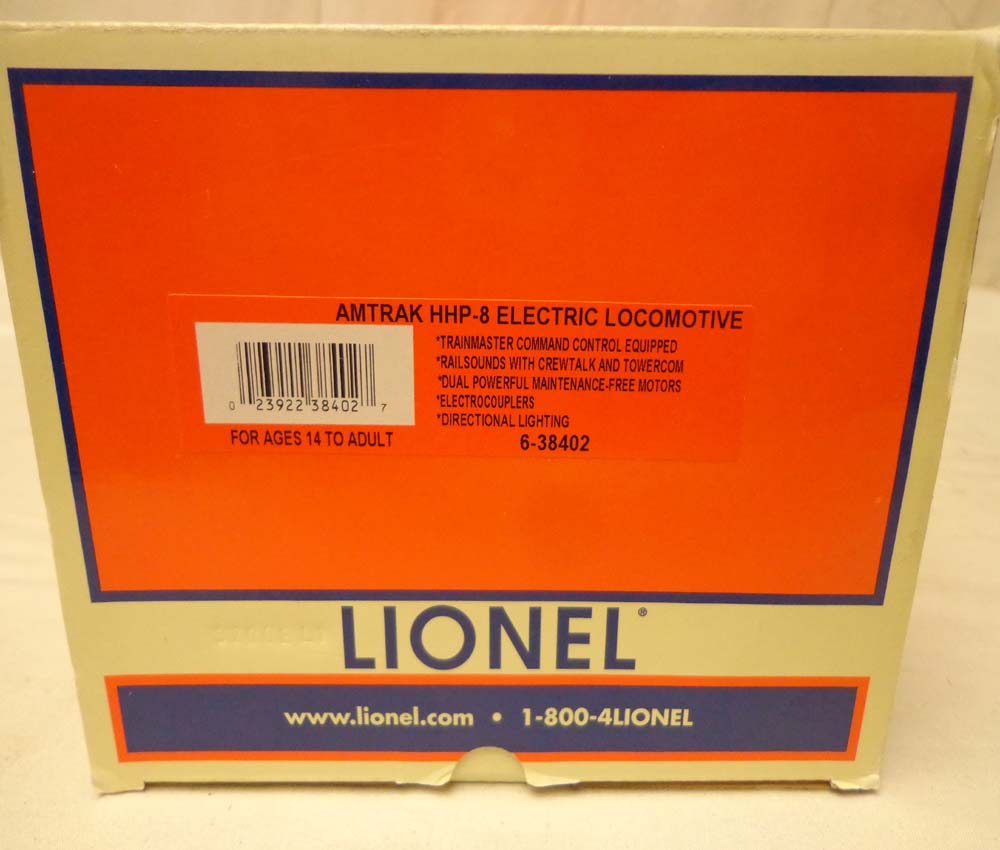 AMTRAK HHP-8 ELECTRIC LOCOMOTIVE
*TRAINMASTER COMMAND CONTROL EQUIPPED
*RAILSOUNDS WITH CREWTALK AND TOWERCOM
*DUAL POWERFUL MAINTENANCE-FREE MOTORS
*ELECTROCOUPLERS
*DIRECTIONAL LIGHTING
0 23922 38402 7
FOR AGES 14 TO ADULT
6-38402
LIONEL®
www.lionel.com • 1-800-4LIONEL